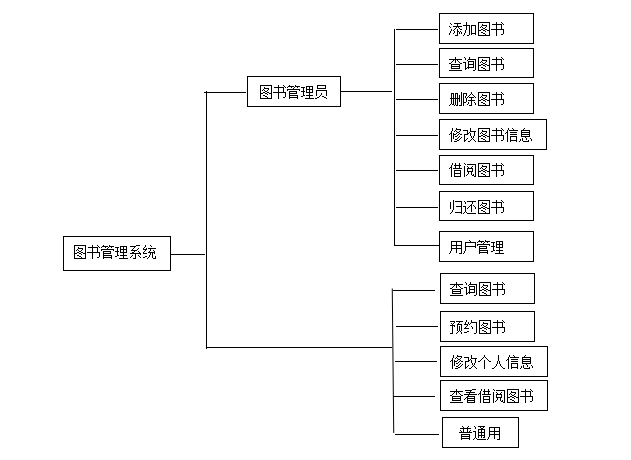 添加图书
查询图书
图书管理员
删除图书
修改图书信息
借阅图书
归还图书
用户管理
图书管理系统
查询图书
预约图书
修改个人信息
查看借阅图书
普通用